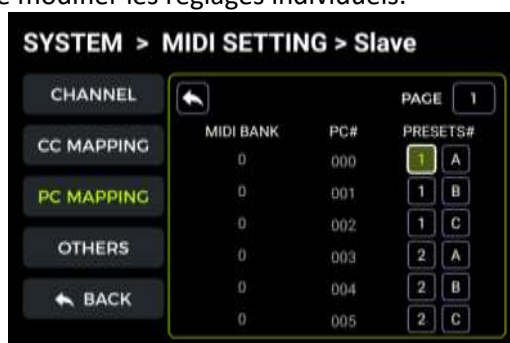 modifier les réglages individuels.
SYSTEM > MIDI SETTING > Slave
CHANNEL
CC MAPPING
PC MAPPING
OTHERS
BACK
PAGE 1
MIDI BANK PC# PRESETS#
0 000 1 A
0 001 1 B
0 002 1 C
0 003 2 A
0 004 2 B
0 005 2 C